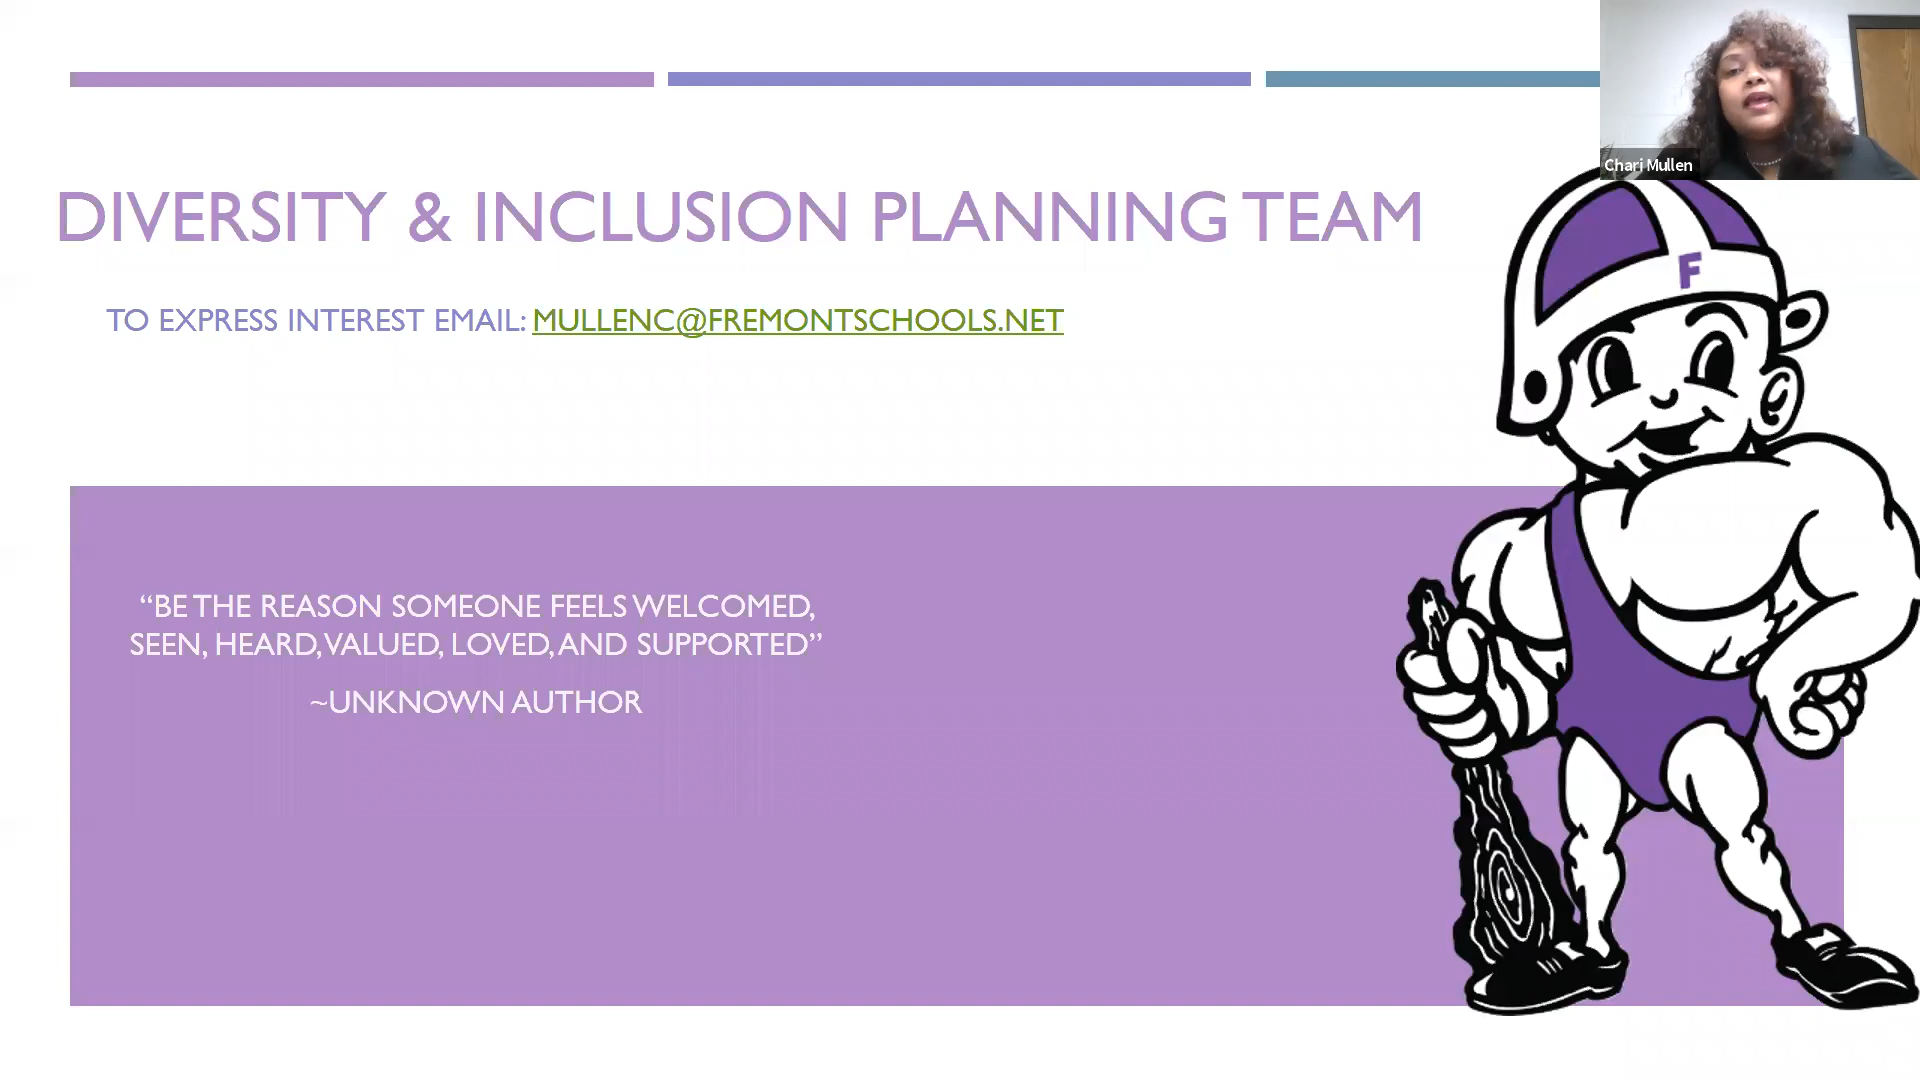 Chari Mullen
DIVERSITY & INCLUSION PLANNING TEAM
F
TO EXPRESS INTEREST EMAIL: MULLENC@FREMONTSCHOOLS.NET
“BE THE REASON SOMEONE FEELS WELCOMED,
SEEN, HEARD, VALUED, LOVED, AND SUPPORTED”
~UNKNOWN AUTHOR